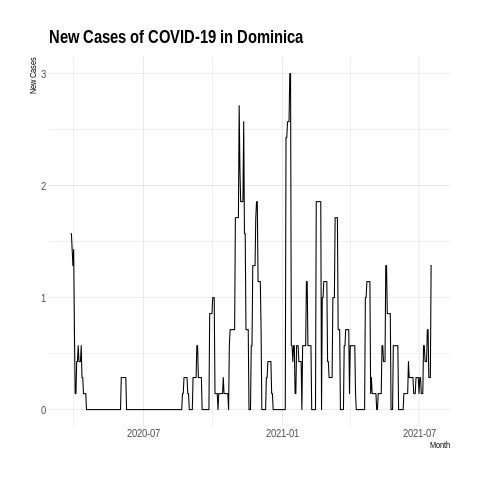 New Cases of COVID-19 in Dominica
New Cases
3
2
1
0
2020-07
2021-01
2021-07
Month